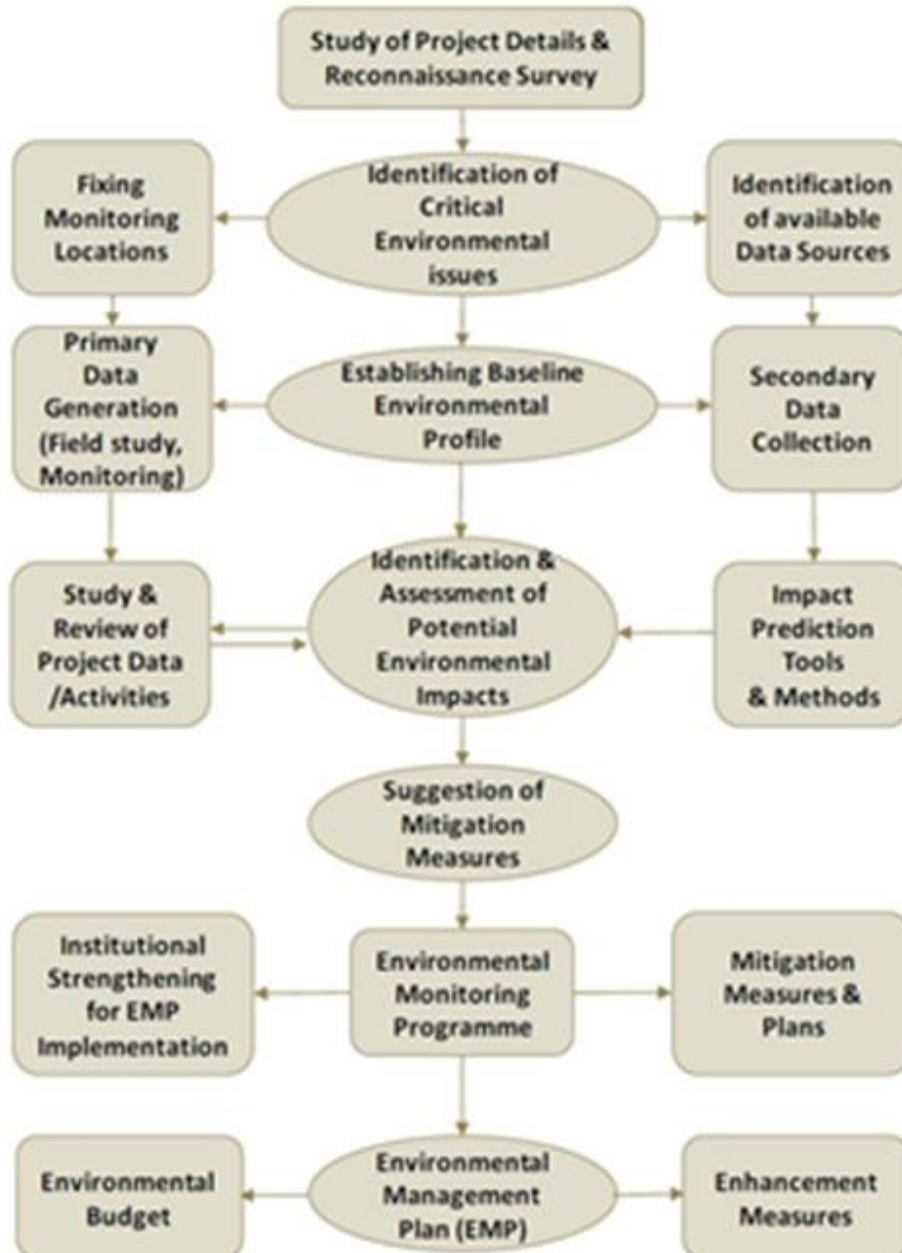 Study of Project Details &
Reconnaissance Survey
Fixing
Monitoring
Locations
Identification of
Critical
Environmental
issues
Identification
of available
Data Sources
Primary
Data
Generation
(Field study,
Monitoring)
Establishing Baseline
Environmental
Profile
Secondary
Data
Collection
Study &
Review of
Project Data
/Activities
Identification &
Assessment of
Potential
Environmental
Impacts
Impact
Prediction
Tools
& Methods
Suggestion of
Mitigation
Measures
Institutional
Strengthening
for EMP
Implementation
Environmental
Monitoring
Programme
Mitigation
Measures &
Plans
Environmental
Budget
Environmental
Management
Plan (EMP)
Enhancement
Measures